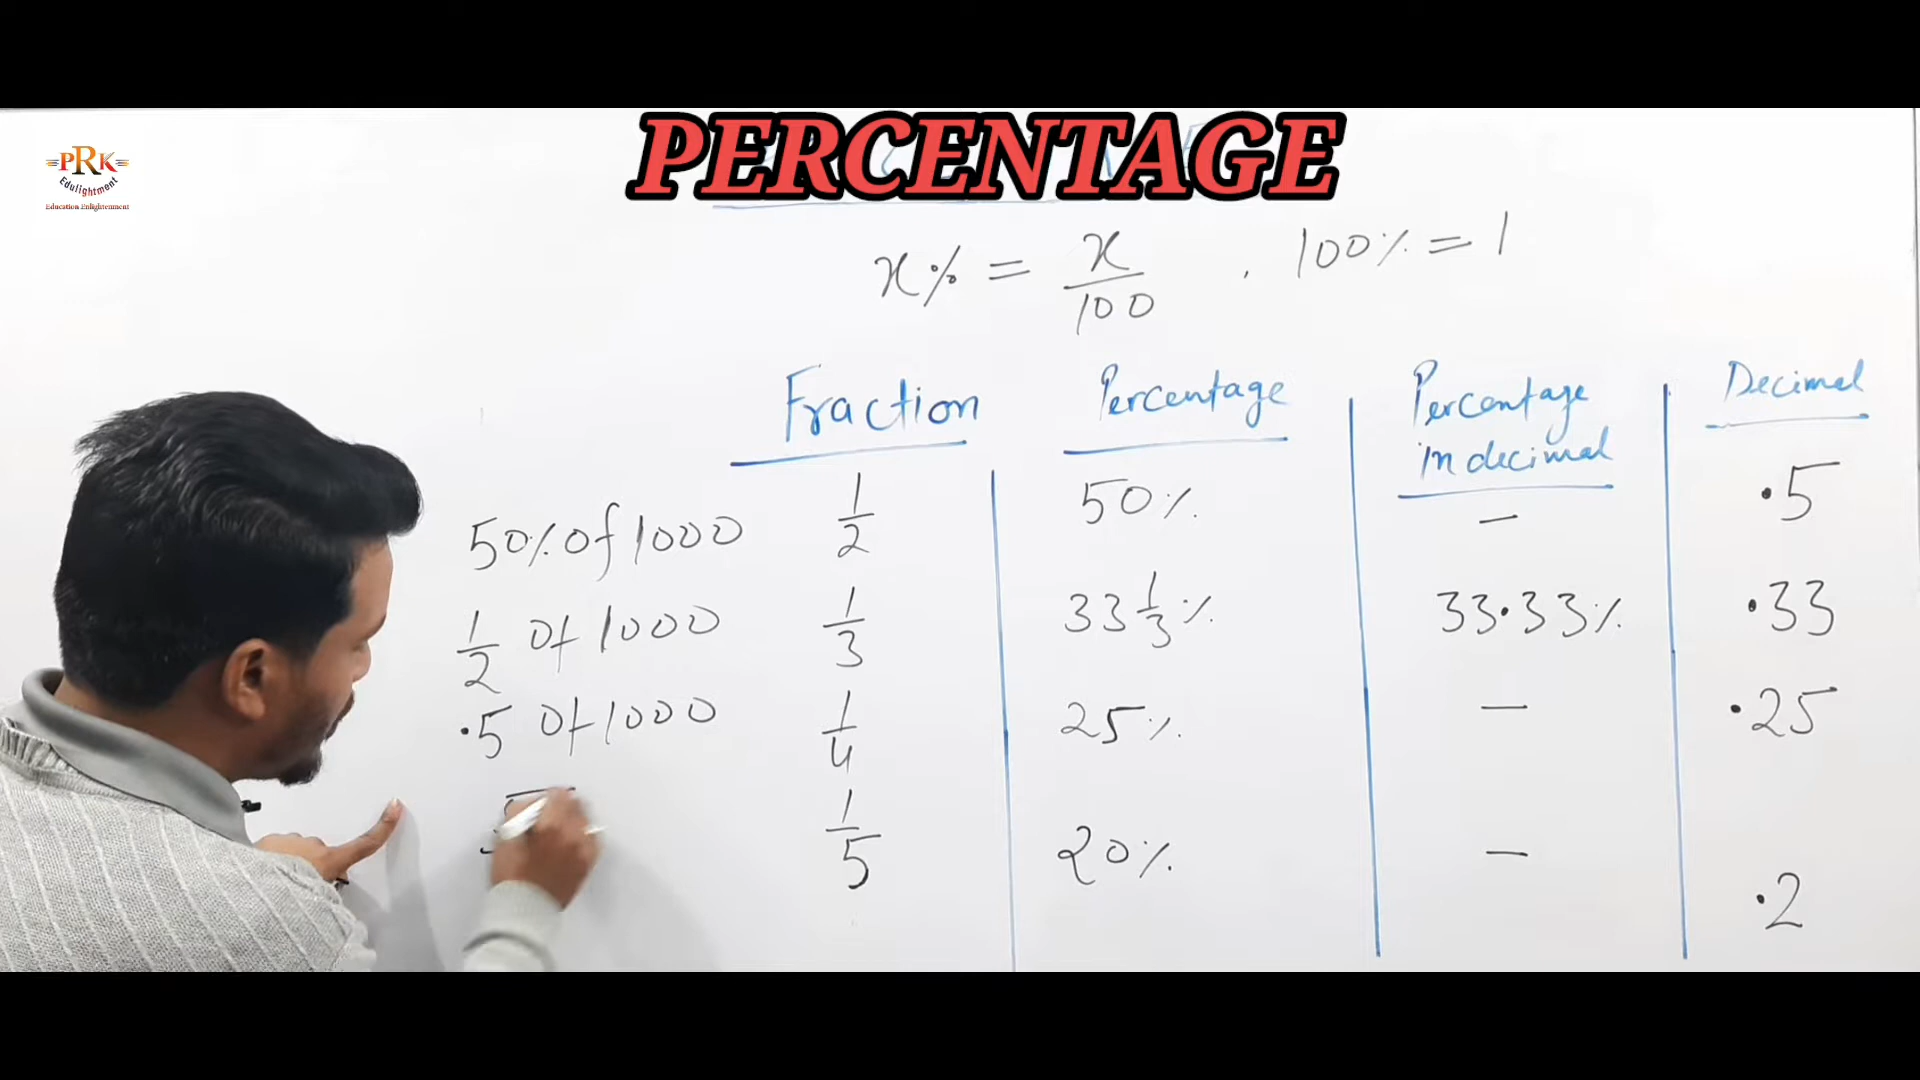 PERCENTAGE
PRK
Edulightment
Education Enlightenment
x% = x/100 . 100% = 1
Fraction Percentage Percentage in decimal Decimal
50% of 1000 1/2 50% — .5
1/2 of 1000 1/3 33 1/3 % 33.33% .33
.5 of 1000 1/4 25% — .25
1/5 20% — .2